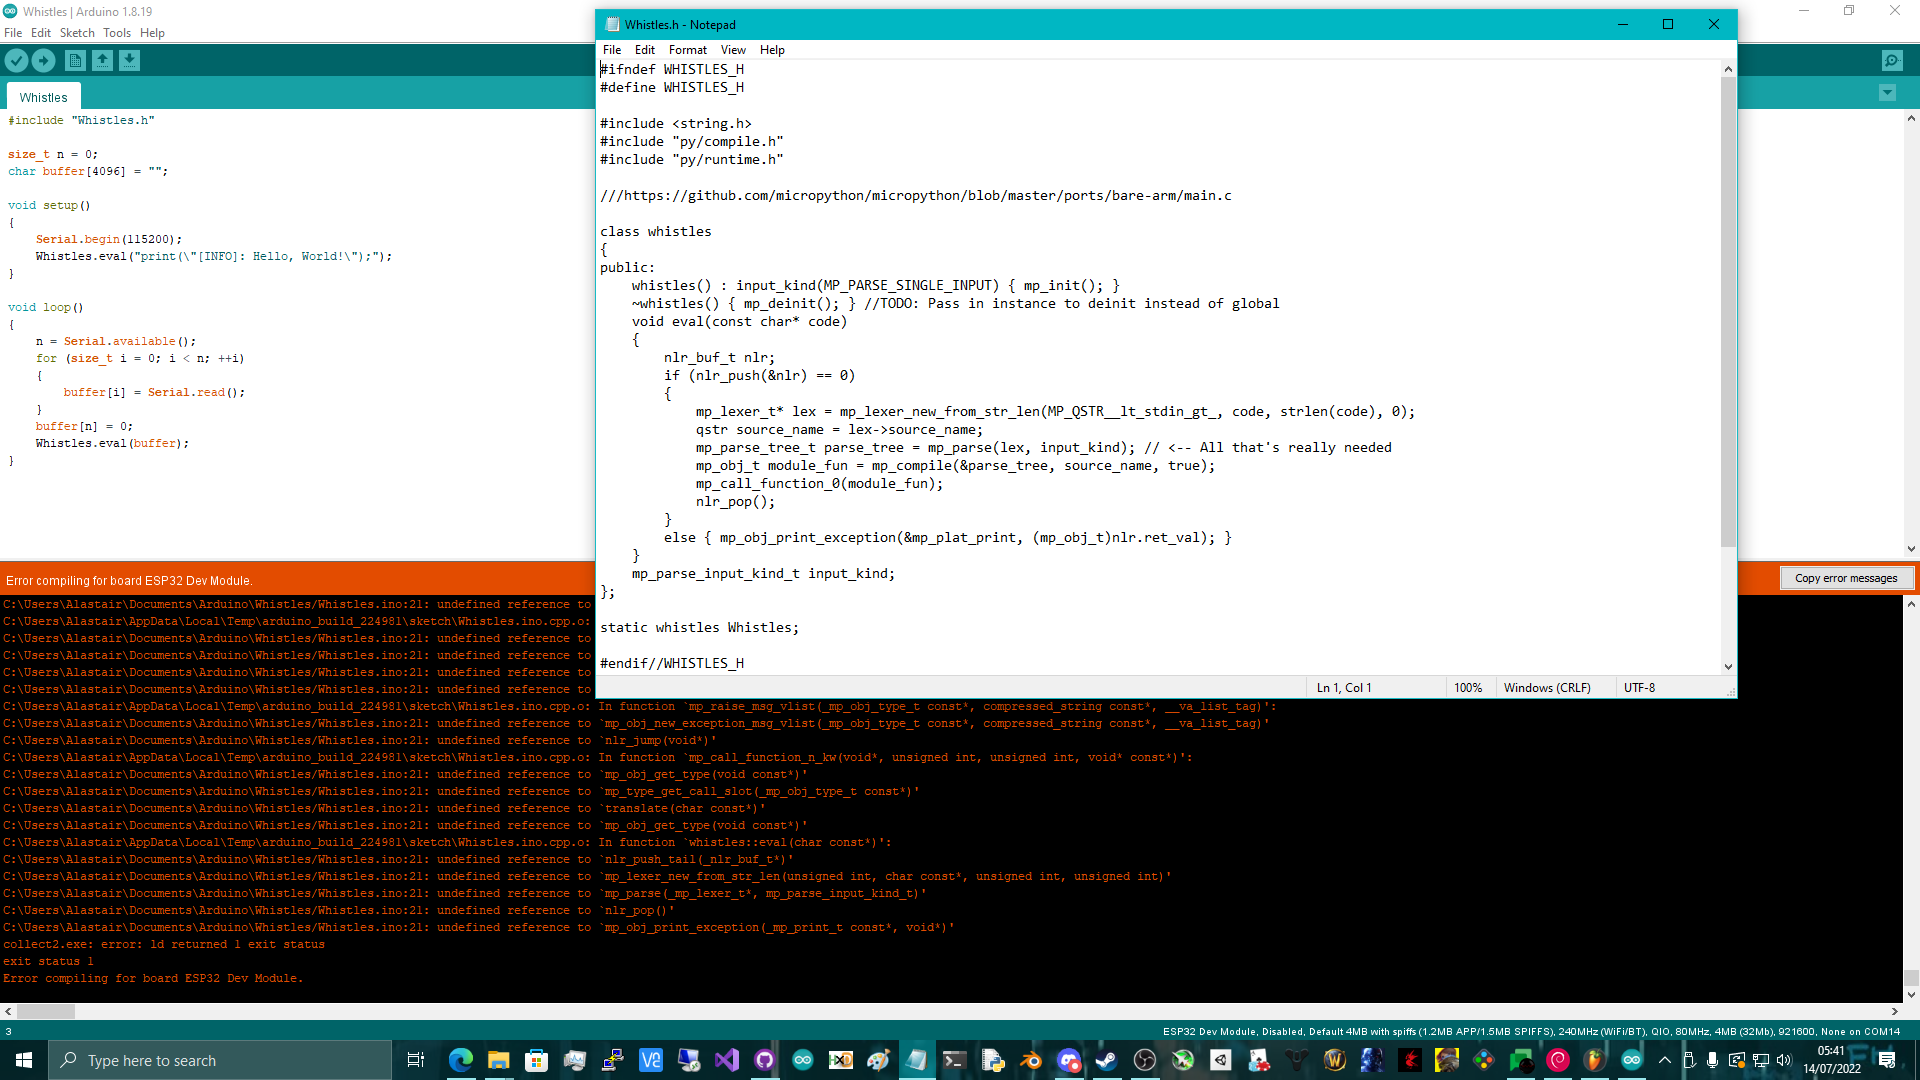 Whistles | Arduino 1.8.19
File Edit Sketch Tools Help
Whistles
#include "Whistles.h"
size_t n = 0;
char buffer[4096] = "";
void setup()
{
Serial.begin(115200);
Whistles.eval("print(\"[INFO]: Hello, World!\");");
}
void loop()
{
n = Serial.available();
for (size_t i = 0; i < n; ++i)
{
buffer[i] = Serial.read();
}
buffer[n] = 0;
Whistles.eval(buffer);
}
Whistles.h - Notepad
File Edit Format View Help
#ifndef WHISTLES_H
#define WHISTLES_H
#include <string.h>
#include "py/compile.h"
#include "py/runtime.h"
///https://github.com/micropython/micropython/blob/master/ports/bare-arm/main.c
class whistles
{
public:
whistles() : input_kind(MP_PARSE_SINGLE_INPUT) { mp_init(); }
~whistles() { mp_deinit(); } //TODO: Pass in instance to deinit instead of global
void eval(const char* code)
{
nlr_buf_t nlr;
if (nlr_push(&nlr) == 0)
{
mp_lexer_t* lex = mp_lexer_new_from_str_len(MP_QSTR__lt_stdin_gt_, code, strlen(code), 0);
qstr source_name = lex->source_name;
mp_parse_tree_t parse_tree = mp_parse(lex, input_kind); // <-- All that's really needed
mp_obj_t module_fun = mp_compile(&parse_tree, source_name, true);
mp_call_function_0(module_fun);
nlr_pop();
}
else { mp_obj_print_exception(&mp_plat_print, (mp_obj_t)nlr.ret_val); }
}
mp_parse_input_kind_t input_kind;
};
static whistles Whistles;
#endif//WHISTLES_H
Ln 1, Col 1 100% Windows (CRLF) UTF-8
Error compiling for board ESP32 Dev Module.
Copy error messages
C:\Users\Alastair\Documents\Arduino\Whistles/Whistles.ino:21: undefined reference to
C:\Users\Alastair\AppData\Local\Temp\arduino_build_224981\sketch\Whistles.ino.cpp.o:
C:\Users\Alastair\Documents\Arduino\Whistles/Whistles.ino:21: undefined reference to
C:\Users\Alastair\Documents\Arduino\Whistles/Whistles.ino:21: undefined reference to
C:\Users\Alastair\Documents\Arduino\Whistles/Whistles.ino:21: undefined reference to
C:\Users\Alastair\Documents\Arduino\Whistles/Whistles.ino:21: undefined reference to
C:\Users\Alastair\AppData\Local\Temp\arduino_build_224981\sketch\Whistles.ino.cpp.o: In function `mp_raise_msg_vlist(_mp_obj_type_t const*, compressed_string const*, __va_list_tag)':
C:\Users\Alastair\Documents\Arduino\Whistles/Whistles.ino:21: undefined reference to `mp_obj_new_exception_msg_vlist(_mp_obj_type_t const*, compressed_string const*, __va_list_tag)'
C:\Users\Alastair\Documents\Arduino\Whistles/Whistles.ino:21: undefined reference to `nlr_jump(void*)'
C:\Users\Alastair\AppData\Local\Temp\arduino_build_224981\sketch\Whistles.ino.cpp.o: In function `mp_call_function_n_kw(void*, unsigned int, unsigned int, void* const*)':
C:\Users\Alastair\Documents\Arduino\Whistles/Whistles.ino:21: undefined reference to `mp_obj_get_type(void const*)'
C:\Users\Alastair\Documents\Arduino\Whistles/Whistles.ino:21: undefined reference to `mp_type_get_call_slot(_mp_obj_type_t const*)'
C:\Users\Alastair\Documents\Arduino\Whistles/Whistles.ino:21: undefined reference to `translate(char const*)'
C:\Users\Alastair\Documents\Arduino\Whistles/Whistles.ino:21: undefined reference to `mp_obj_get_type(void const*)'
C:\Users\Alastair\AppData\Local\Temp\arduino_build_224981\sketch\Whistles.ino.cpp.o: In function `whistles::eval(char const*)':
C:\Users\Alastair\Documents\Arduino\Whistles/Whistles.ino:21: undefined reference to `nlr_push_tail(_nlr_buf_t*)'
C:\Users\Alastair\Documents\Arduino\Whistles/Whistles.ino:21: undefined reference to `mp_lexer_new_from_str_len(unsigned int, char const*, unsigned int, unsigned int)'
C:\Users\Alastair\Documents\Arduino\Whistles/Whistles.ino:21: undefined reference to `mp_parse(_mp_lexer_t*, mp_parse_input_kind_t)'
C:\Users\Alastair\Documents\Arduino\Whistles/Whistles.ino:21: undefined reference to `nlr_pop()'
C:\Users\Alastair\Documents\Arduino\Whistles/Whistles.ino:21: undefined reference to `mp_obj_print_exception(_mp_print_t const*, void*)'
collect2.exe: error: ld returned 1 exit status
exit status 1
Error compiling for board ESP32 Dev Module.
3
ESP32 Dev Module, Disabled, Default 4MB with spiffs (1.2MB APP/1.5MB SPIFFS), 240MHz (WiFi/BT), QIO, 80MHz, 4MB (32Mb), 921600, None on COM14
Type here to search
05:41
14/07/2022